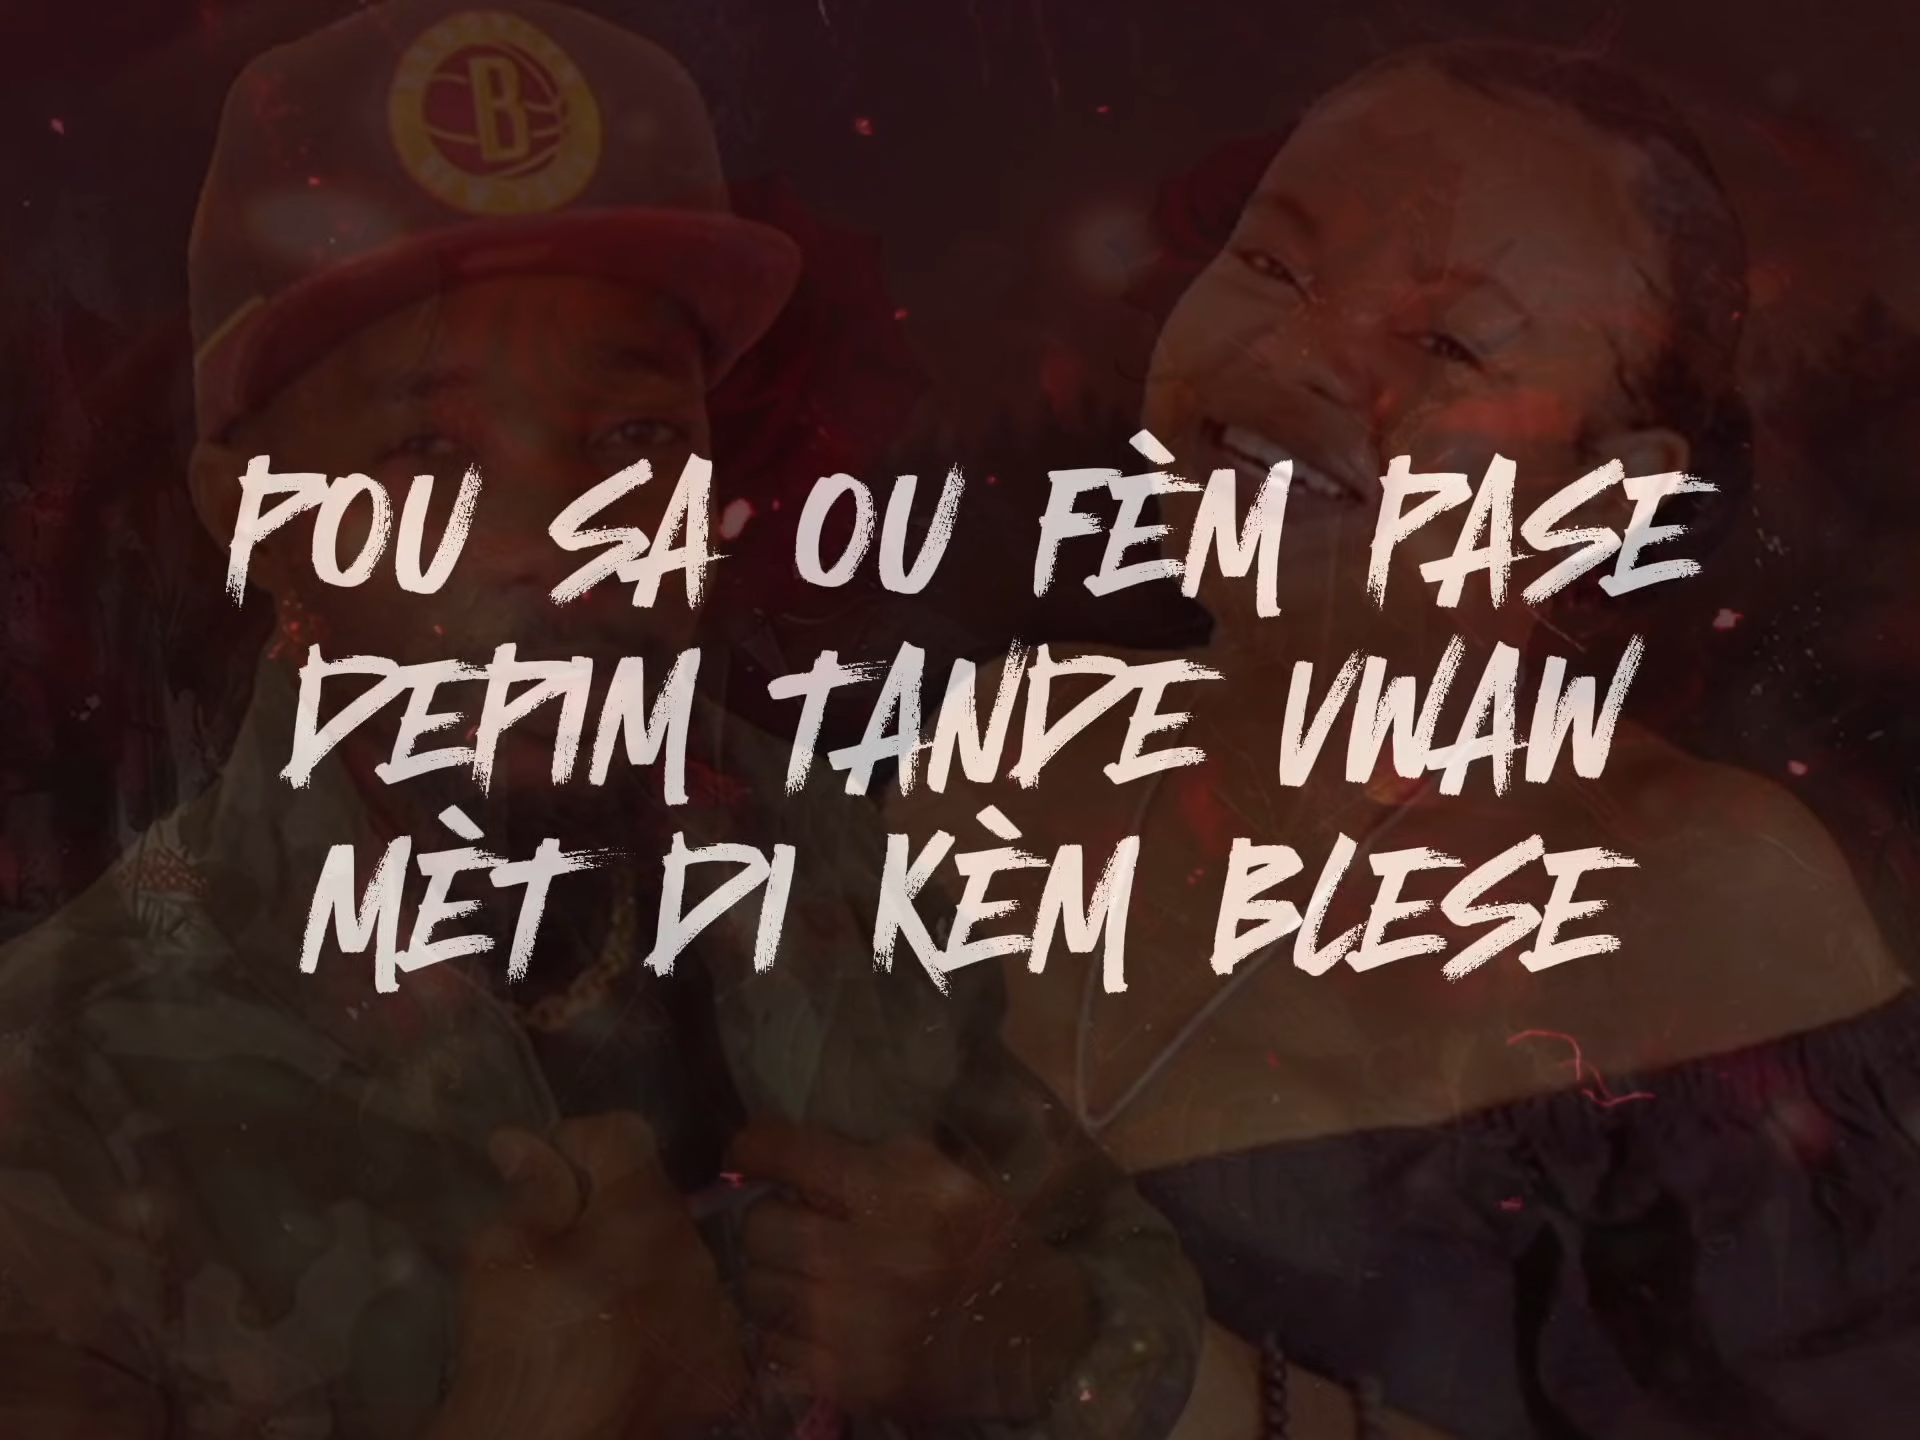 B
POU SA OU FÈM PASE
DEPIM TANDE VWAW
MÈT DI KÈM BLESE